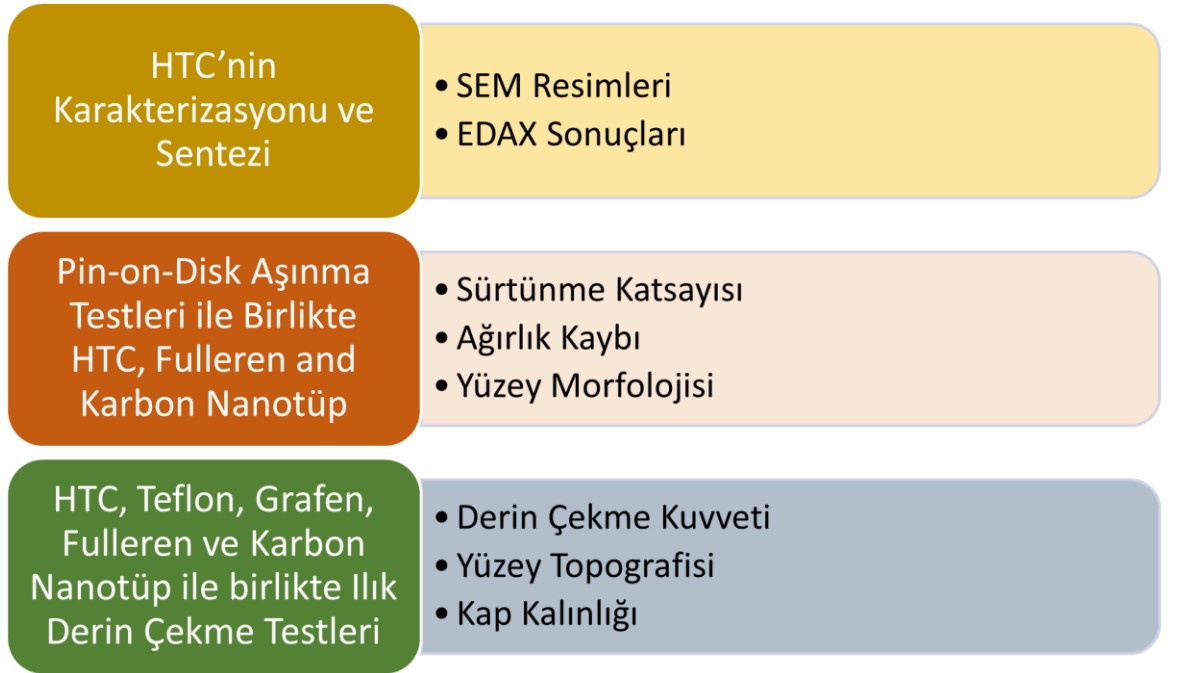 HTC’nin
Karakterizasyonu ve
Sentezi
• SEM Resimleri
• EDAX Sonuçları
Pin-on-Disk Aşınma
Testleri ile Birlikte
HTC, Fulleren and
Karbon Nanotüp
• Sürtünme Katsayısı
• Ağırlık Kaybı
• Yüzey Morfolojisi
HTC, Teflon, Grafen,
Fulleren ve Karbon
Nanotüp ile birlikte Ilık
Derin Çekme Testleri
• Derin Çekme Kuvveti
• Yüzey Topografisi
• Kap Kalınlığı